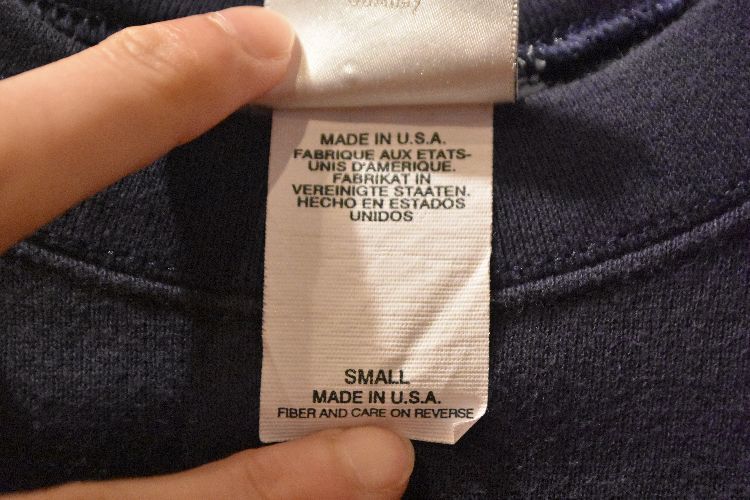 MADE IN U.S.A.
FABRIQUE AUX ETATS-
UNIS D'AMERIQUE.
FABRIKAT IN
VEREINIGTE STAATEN.
HECHO EN ESTADOS
UNIDOS
SMALL
MADE IN U.S.A.
FIBER AND CARE ON REVERSE